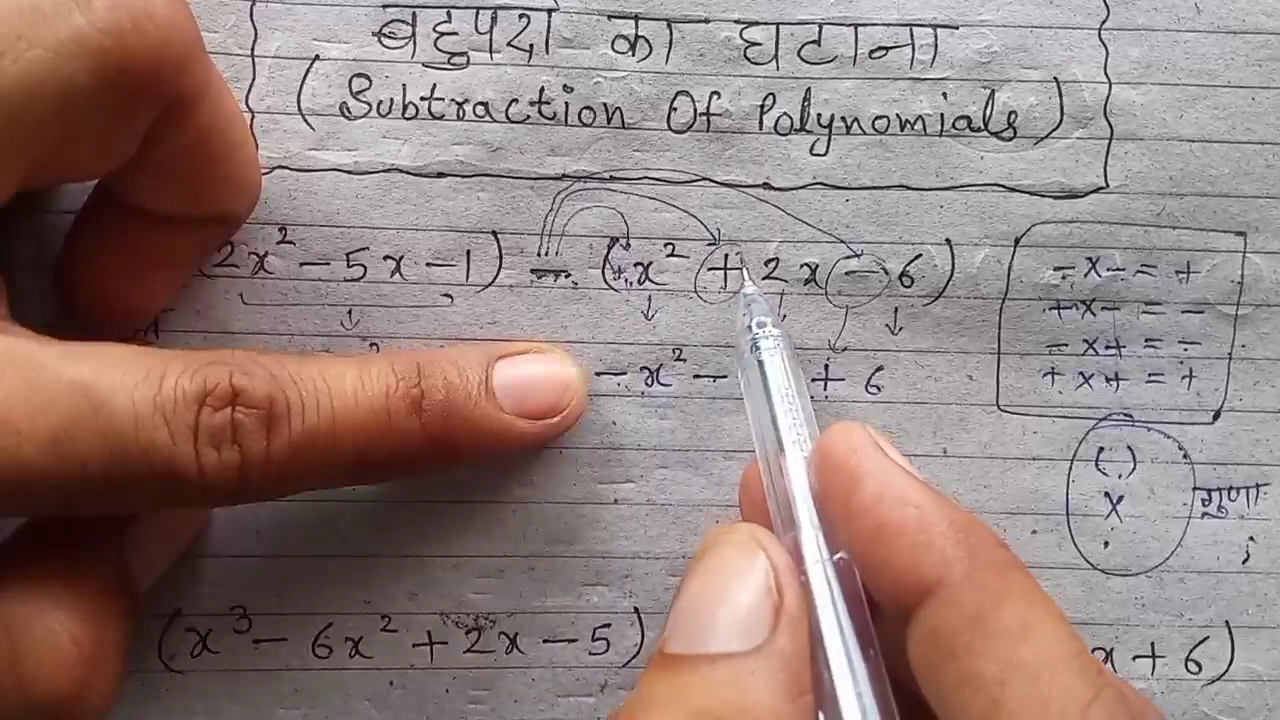 बहुपदो का घटाना
(Subtraction Of Polynomials)
(2x² - 5x - 1) - (+x² + 2x - 6)
- x² - + 6
(x³ - 6x² + 2x - 5)
x + 6)
- x - = +
+ x - = -
- x + = -
+ x + = +
( )
x
.
गुणा
;